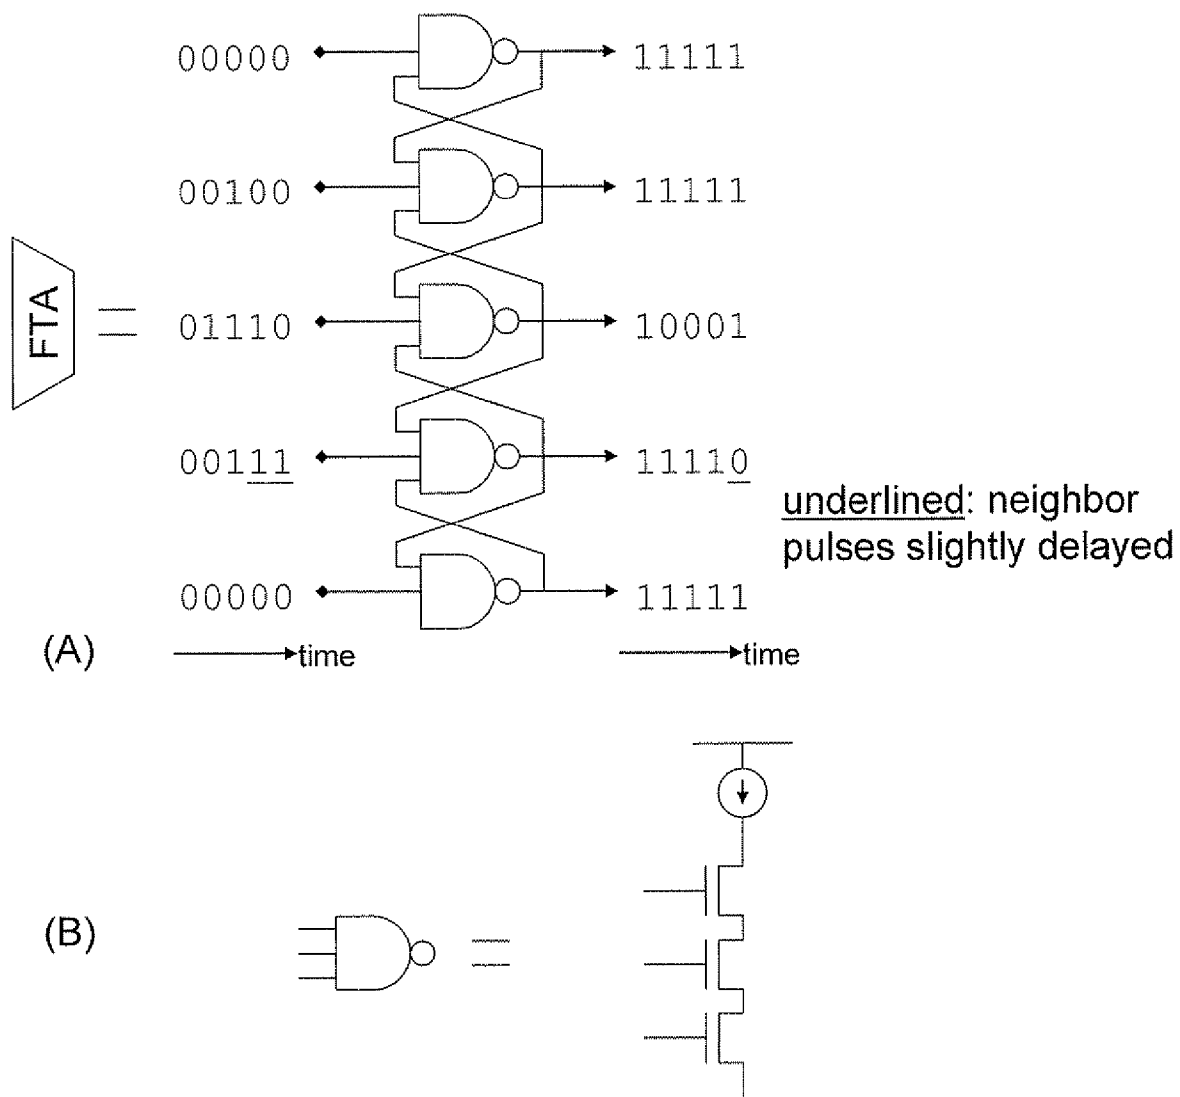 00000 11111
00100 11111
FTA
01110 10001
00111 11110
underlined: neighbor
pulses slightly delayed
00000 11111
(A)
time time
(B)